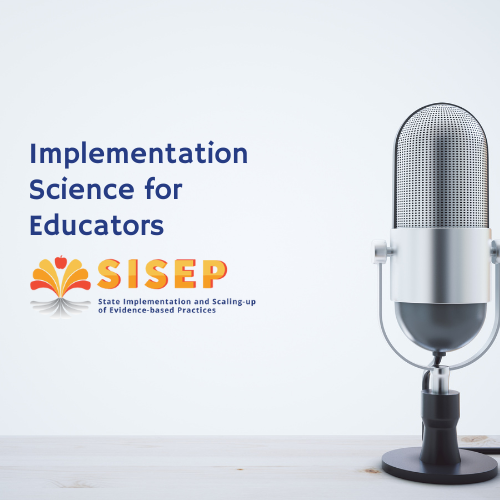 Implementation
Science for
Educators
SISEP
State Implementation and Scaling-up
of Evidence-based Practices